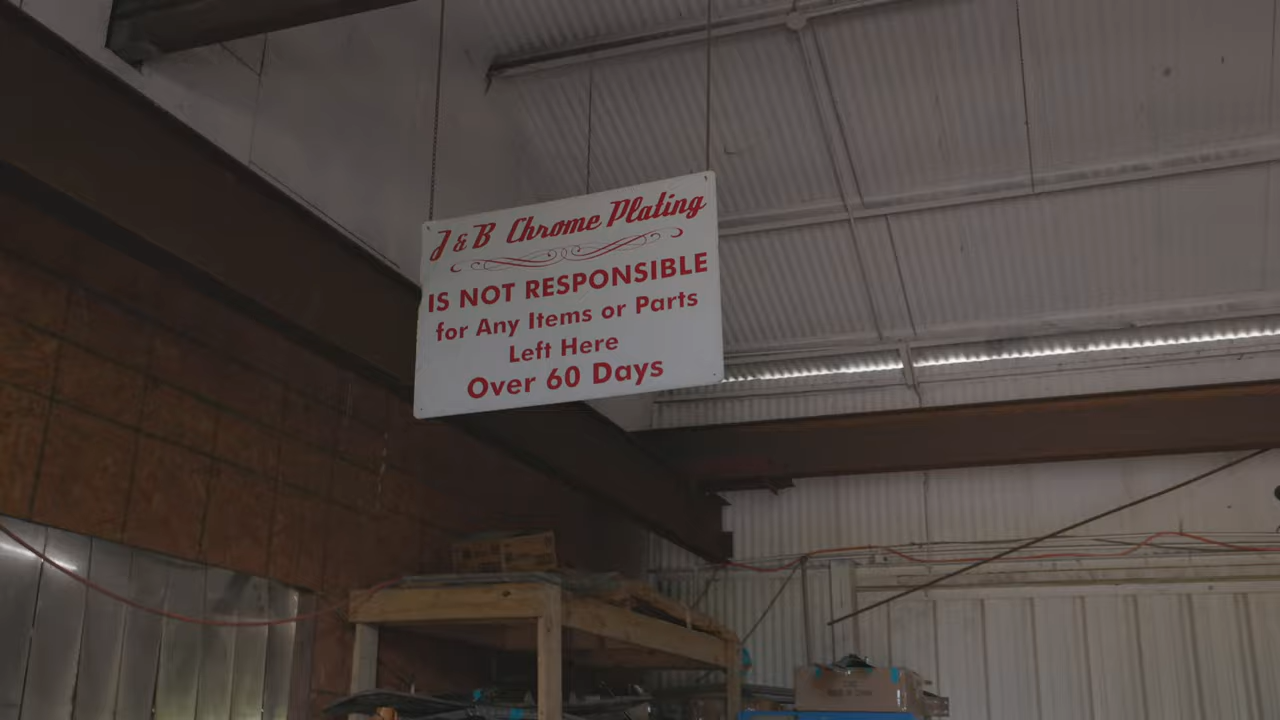 J & B Chrome Plating
IS NOT RESPONSIBLE
for Any Items or Parts
Left Here
Over 60 Days